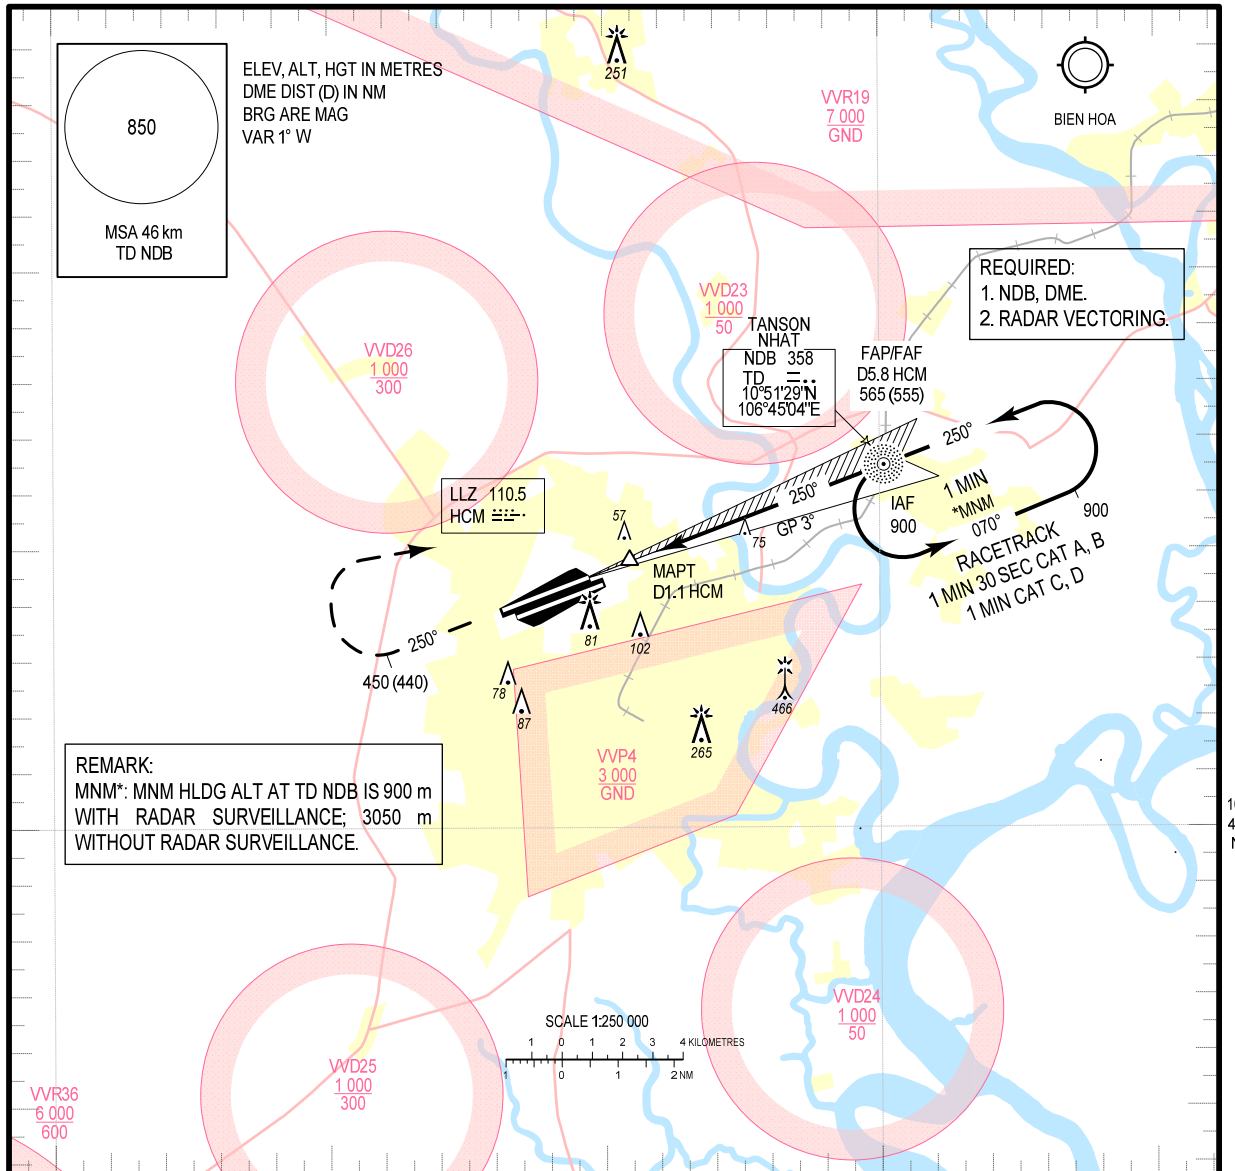 850
MSA 46 km
TD NDB
ELEV, ALT, HGT IN METRES
DME DIST (D) IN NM
BRG ARE MAG
VAR 1° W
251
VVR19
7 000
GND
BIEN HOA
REQUIRED:
1. NDB, DME.
2. RADAR VECTORING.
VVD23
1 000
50
VVD26
1 000
300
TANSON
NHAT
NDB 358
TD
10°51'29"N
106°45'04"E
FAP/FAF
D5.8 HCM
565 (555)
250°
LLZ 110.5
HCM
57
250°
GP 3°
75
IAF
900
1 MIN
*MNM
070°
900
RACETRACK
1 MIN 30 SEC CAT A, B
1 MIN CAT C, D
MAPT
D1.1 HCM
81
102
250°
450 (440)
78
87
466
265
VVP4
3 000
GND
REMARK:
MNM*: MNM HLDG ALT AT TD NDB IS 900 m
WITH RADAR SURVEILLANCE; 3050 m
WITHOUT RADAR SURVEILLANCE.
VVD24
1 000
50
SCALE 1:250 000
1 0 1 2 3 4 KILOMETRES
1 0 1 2 NM
VVD25
1 000
300
VVR36
6 000
600